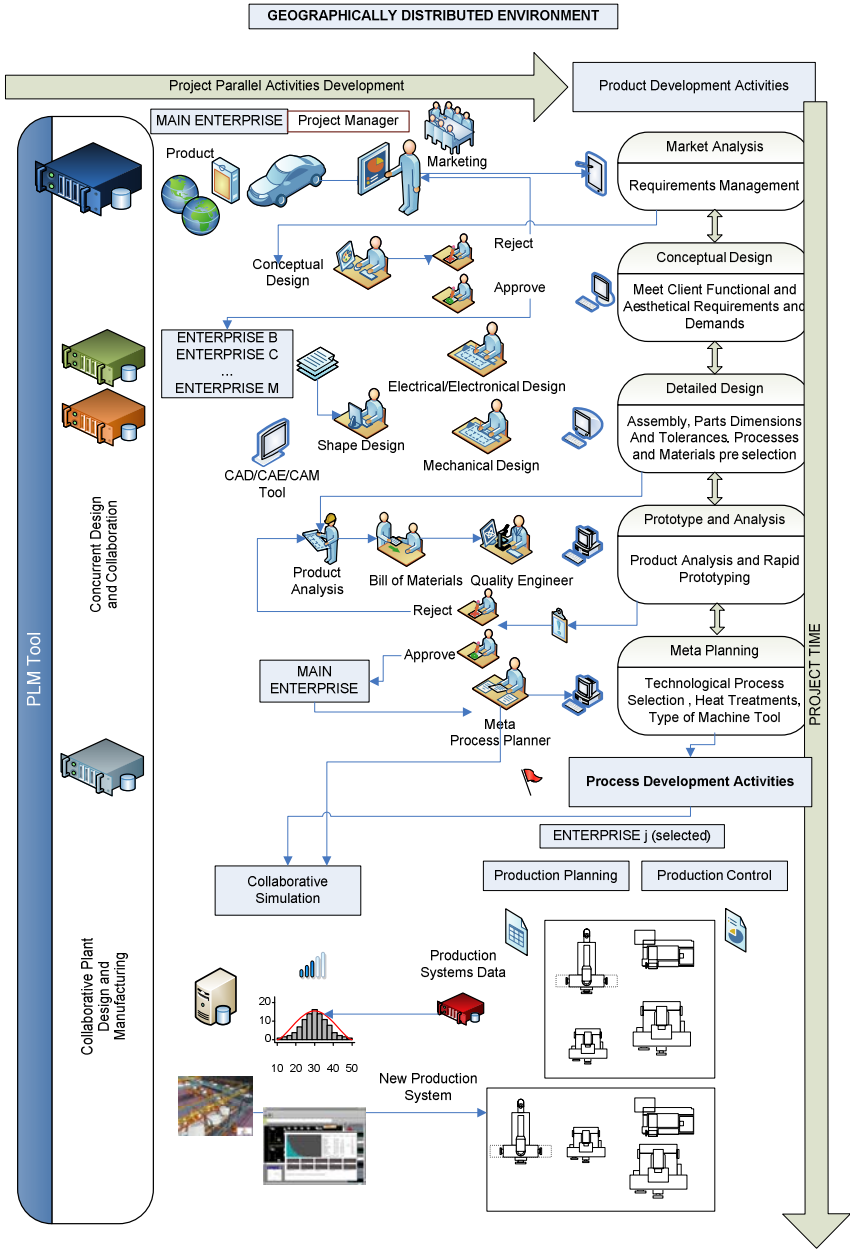 GEOGRAPHICALLY DISTRIBUTED ENVIRONMENT
Project Parallel Activities Development
Product Development Activities
MAIN ENTERPRISE
Project Manager
Product
Marketing
Market Analysis
Requirements Management
Reject
Conceptual
Design
Approve
Conceptual Design
Meet Client Functional and
Aesthetical Requirements and
Demands
ENTERPRISE B
ENTERPRISE C
...
ENTERPRISE M
Electrical/Electronical Design
Shape Design
Mechanical Design
CAD/CAE/CAM
Tool
Detailed Design
Assembly, Parts Dimensions
And Tolerances, Processes
and Materials pre selection
Concurrent Design
and Collaboration
Product
Analysis
Bill of Materials
Quality Engineer
Prototype and Analysis
Product Analysis and Rapid
Prototyping
Reject
Approve
MAIN
ENTERPRISE
Meta
Process Planner
Meta Planning
Technological Process
Selection , Heat Treatments,
Type of Machine Tool
PLM Tool
PROJECT TIME
Process Development Activities
ENTERPRISE j (selected)
Collaborative
Simulation
Production Planning
Production Control
Collaborative Plant
Design and
Manufacturing
Production
Systems Data
20
10
0
10 20 30 40 50
New Production
System